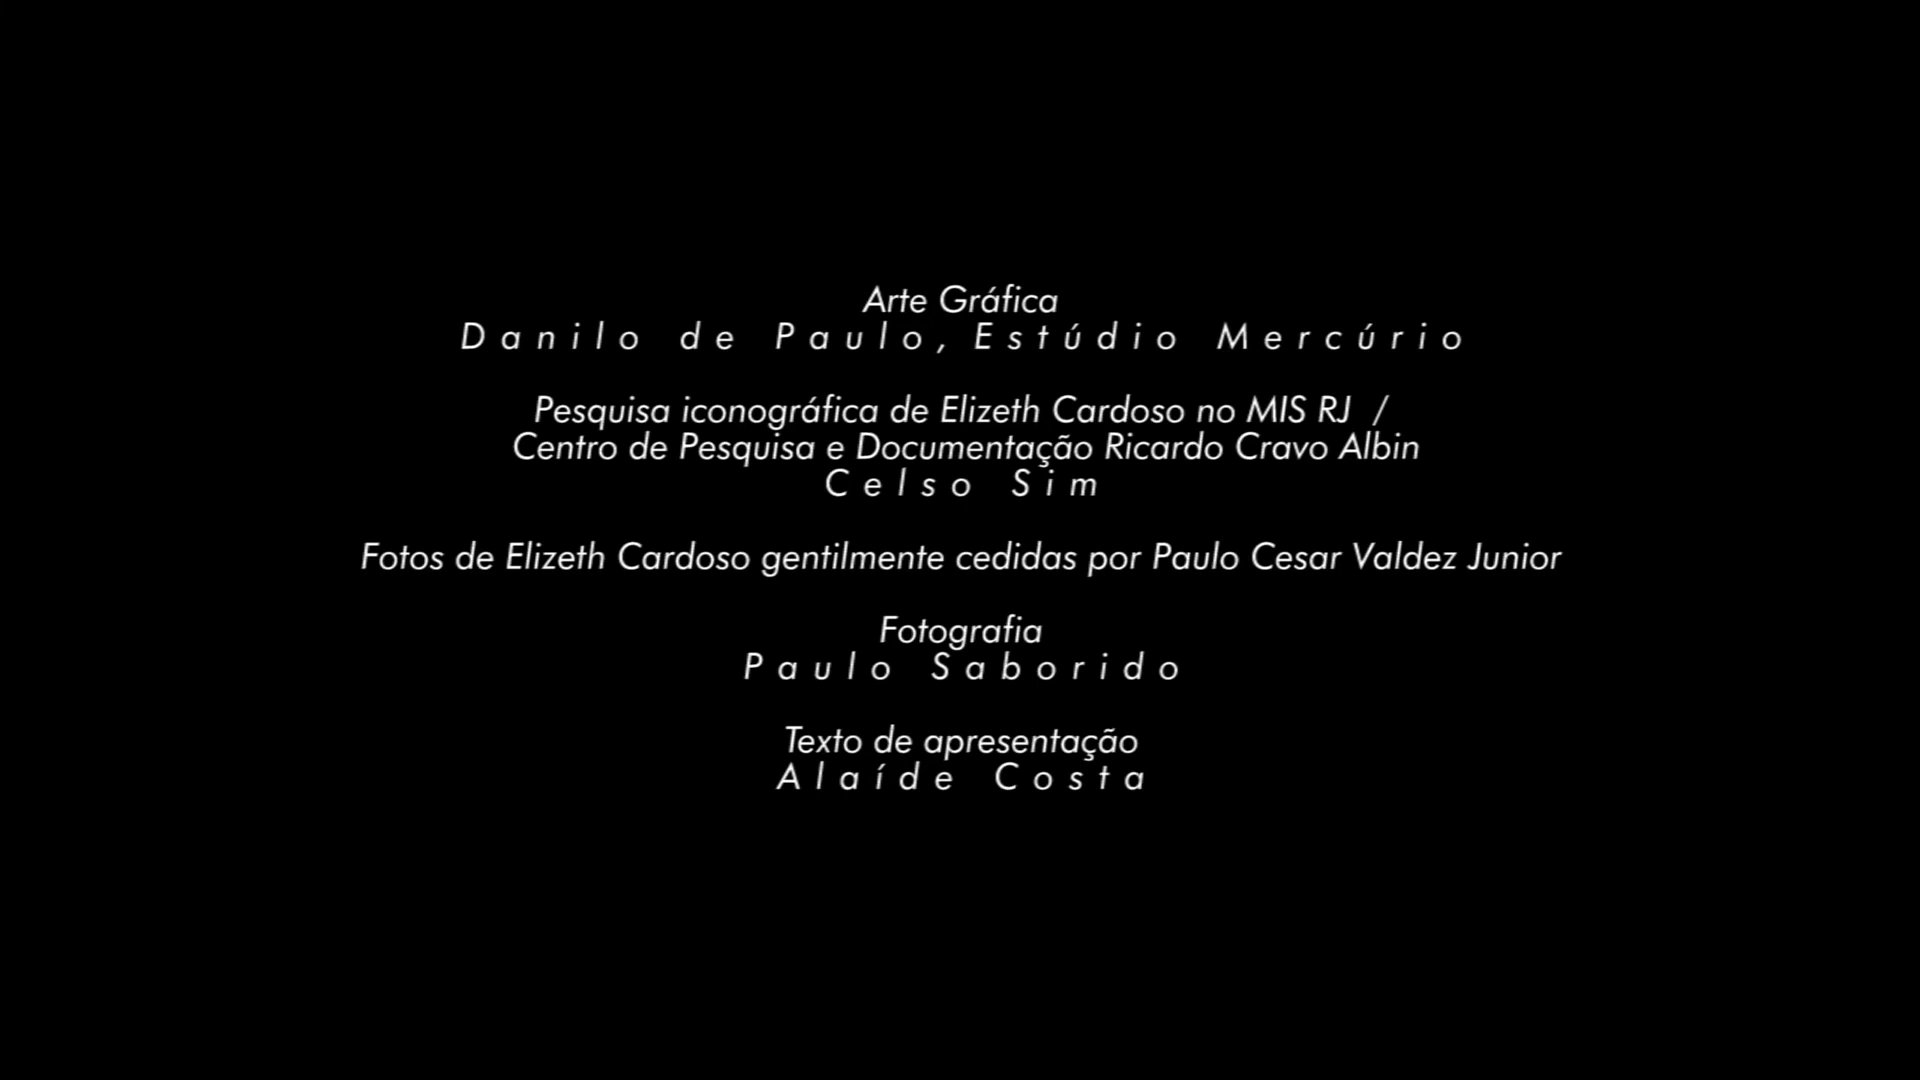 Arte Gráfica
Danilo de Paulo, Estúdio Mercúrio
Pesquisa iconográfica de Elizeth Cardoso no MIS RJ /
Centro de Pesquisa e Documentação Ricardo Cravo Albin
Celso Sim
Fotos de Elizeth Cardoso gentilmente cedidas por Paulo Cesar Valdez Junior
Fotografia
Paulo Saborido
Texto de apresentação
Alaíde Costa